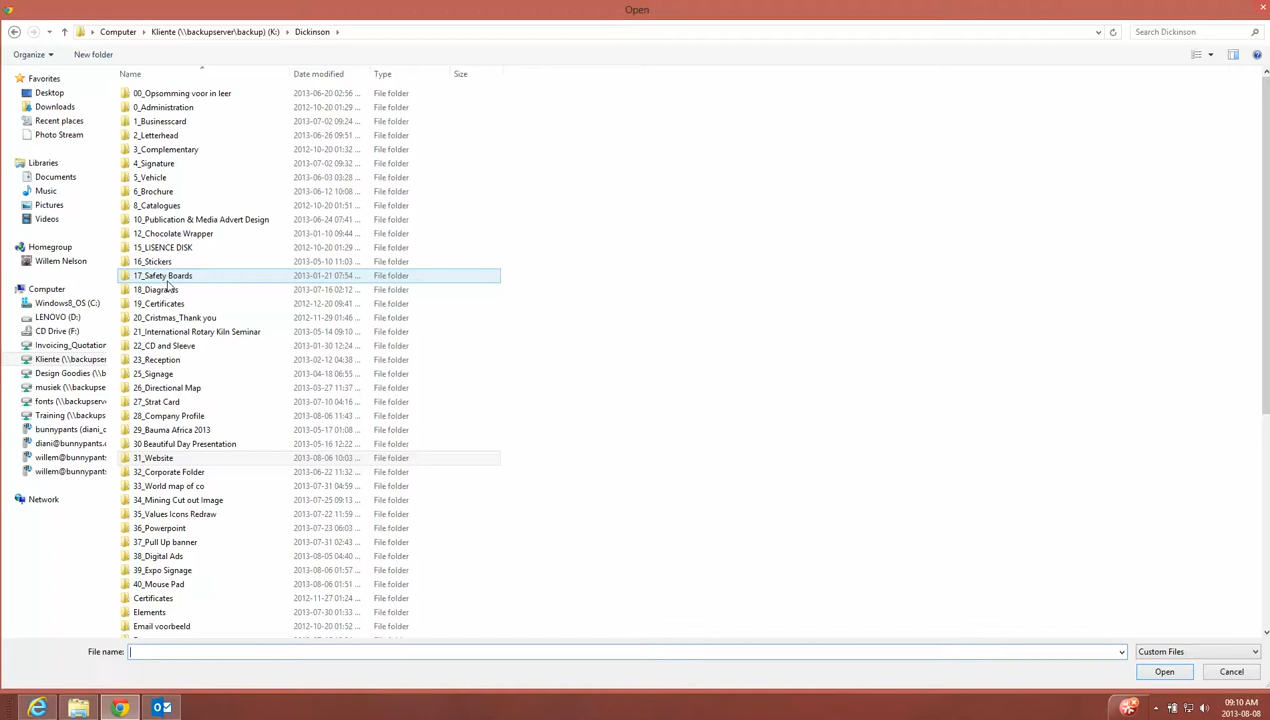 Open
Computer Kliente (\\backupserver\backup) (K:) Dickinson
Search Dickinson
Organize New folder
Name Date modified Type Size
Favorites
Desktop
Downloads
Recent places
Photo Stream
Libraries
Documents
Music
Pictures
Videos
Homegroup
Willem Nelson
Computer
Windows8_OS (C:)
LENOVO (D:)
CD Drive (F:)
Invoicing_Quotation
Kliente (\\backupser
Design Goodies (\\b
musiek (\\backupse
fonts (\\backupserve
Training (\\backups
bunnypants (diani_c
diani@bunnypants.c
willem@bunnypants
willem@bunnypants
Network
00_Opsomming voor in leer 2013-06-20 02:56 ... File folder
0_Administration 2012-10-20 01:29 ... File folder
1_Businesscard 2013-07-02 09:24 ... File folder
2_Letterhead 2013-06-26 09:51 ... File folder
3_Complementary 2012-10-20 01:32 ... File folder
4_Signature 2013-07-02 09:32 ... File folder
5_Vehicle 2013-06-03 03:28 ... File folder
6_Brochure 2013-06-12 10:08 ... File folder
8_Catalogues 2012-10-20 01:51 ... File folder
10_Publication & Media Advert Design 2013-06-24 07:41 ... File folder
12_Chocolate Wrapper 2013-01-10 09:44 ... File folder
15_LISENCE DISK 2012-10-20 01:29 ... File folder
16_Stickers 2013-05-10 11:03 ... File folder
17_Safety Boards 2013-01-21 07:54 ... File folder
18_Diagrams 2013-07-16 02:12 ... File folder
19_Certificates 2012-12-20 09:41 ... File folder
20_Cristmas_Thank you 2012-11-29 01:46 ... File folder
21_International Rotary Kiln Seminar 2013-05-14 09:10 ... File folder
22_CD and Sleeve 2013-01-30 12:24 ... File folder
23_Reception 2013-02-12 04:38 ... File folder
25_Signage 2013-04-18 06:55 ... File folder
26_Directional Map 2013-03-27 11:37 ... File folder
27_Strat Card 2013-07-10 04:16 ... File folder
28_Company Profile 2013-08-06 11:43 ... File folder
29_Bauma Africa 2013 2013-05-17 01:08 ... File folder
30 Beautiful Day Presentation 2013-05-16 12:22 ... File folder
31_Website 2013-08-06 10:03 ... File folder
32_Corporate Folder 2013-06-22 11:32 ... File folder
33_World map of co 2013-07-31 04:59 ... File folder
34_Mining Cut out Image 2013-07-25 09:13 ... File folder
35_Values Icons Redraw 2013-07-22 11:59 ... File folder
36_Powerpoint 2013-07-23 06:03 ... File folder
37_Pull Up banner 2013-07-31 02:43 ... File folder
38_Digital Ads 2013-08-05 04:40 ... File folder
39_Expo Signage 2013-08-06 01:57 ... File folder
40_Mouse Pad 2013-08-06 01:51 ... File folder
Certificates 2012-11-27 01:24 ... File folder
Elements 2013-07-30 01:33 ... File folder
Email voorbeeld 2012-10-20 01:52 ... File folder
File name: Custom Files
Open Cancel
09:10 AM
2013-08-08